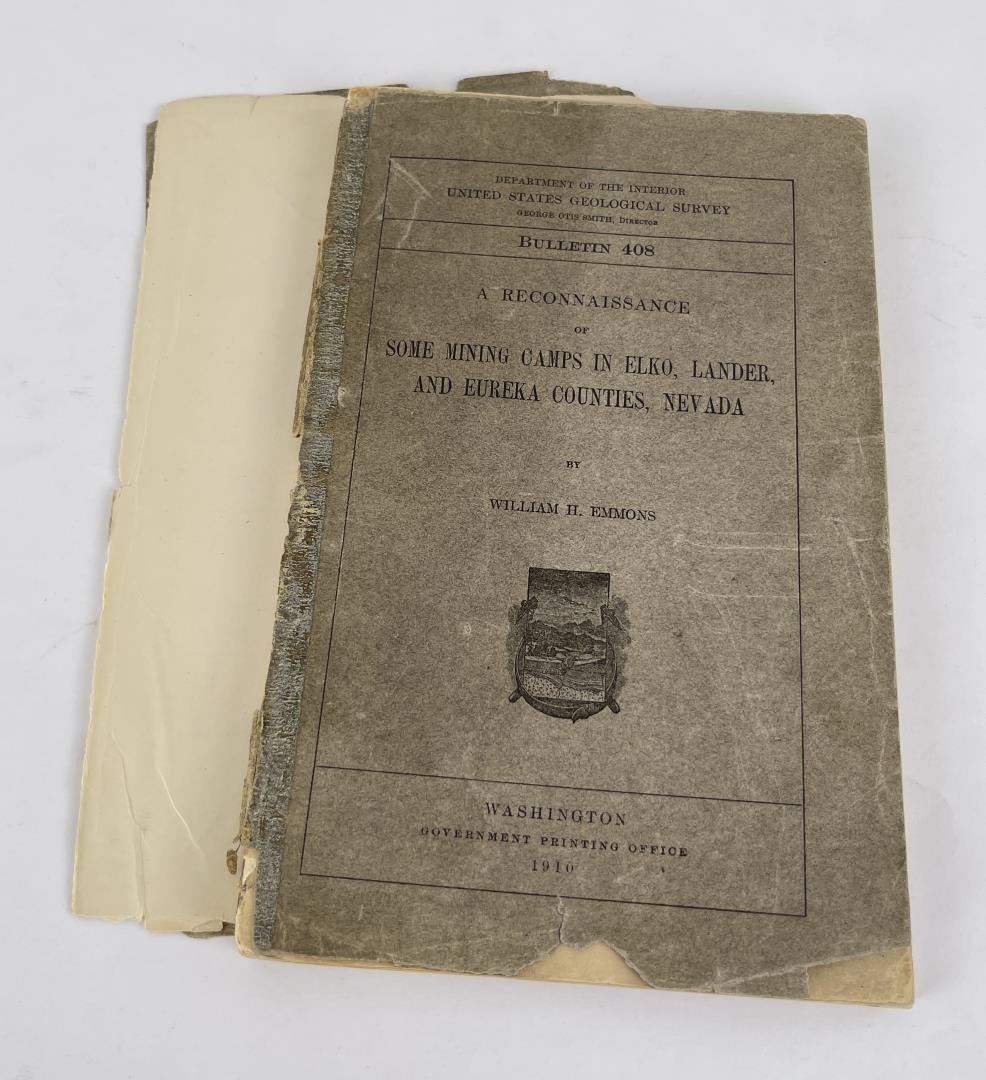 DEPARTMENT OF THE INTERIOR
UNITED STATES GEOLOGICAL SURVEY
GEORGE OTIS SMITH, DIRECTOR
BULLETIN 408
A RECONNAISSANCE
OF
SOME MINING CAMPS IN ELKO, LANDER,
AND EUREKA COUNTIES, NEVADA
BY
WILLIAM H. EMMONS
WASHINGTON
GOVERNMENT PRINTING OFFICE
1910